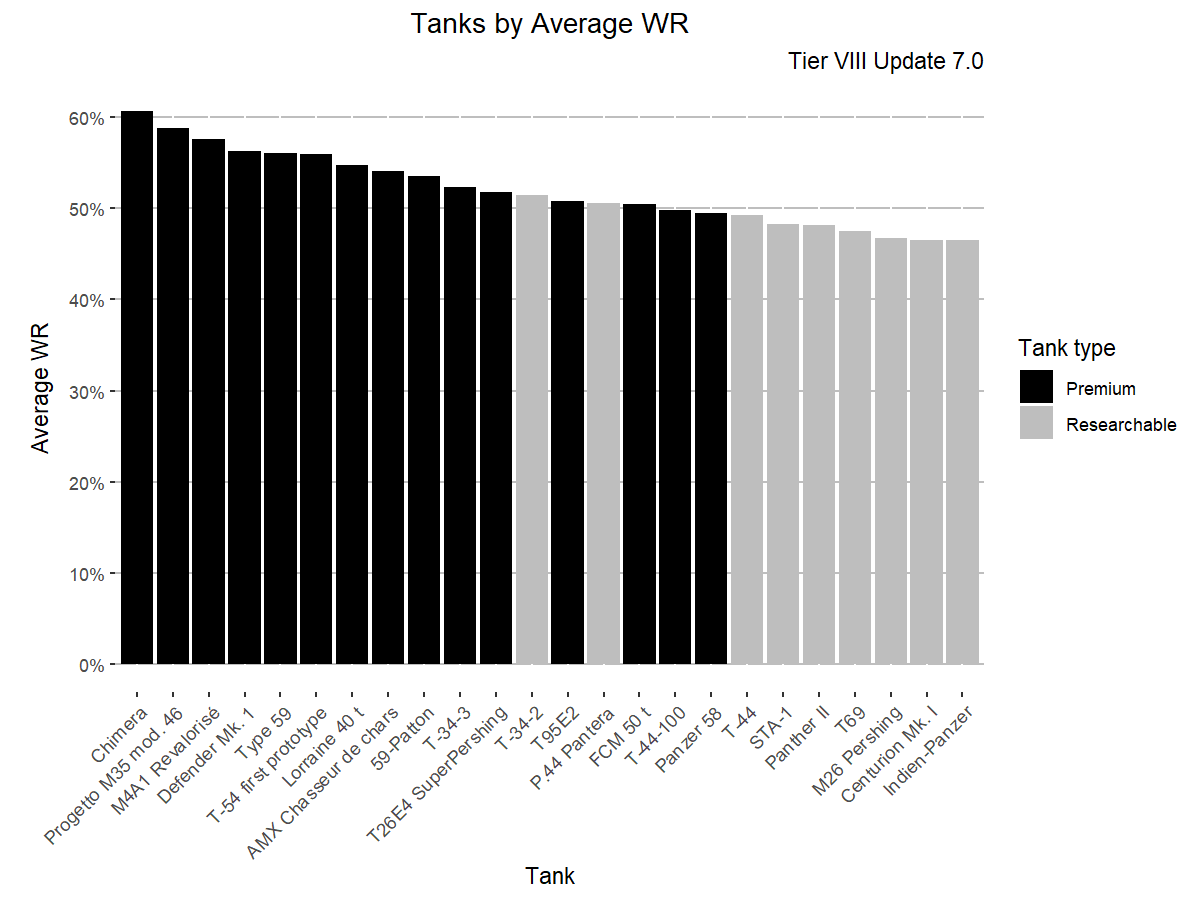 Tanks by Average WR
Tier VIII Update 7.0
60%
50%
40%
30%
20%
10%
0%
Average WR
Chimera
Progetto M35 mod. 46
M4A1 Revalorisé
Defender Mk. 1
Type 59
T-54 first prototype
Lorraine 40 t
AMX Chasseur de chars
59-Patton
T-34-3
T26E4 SuperPershing
T-34-2
T95E2
P.44 Pantera
FCM 50 t
T-44-100
Panzer 58
T-44
STA-1
Panther II
T69
M26 Pershing
Centurion Mk. I
Indien-Panzer
Tank
Tank type
Premium
Researchable